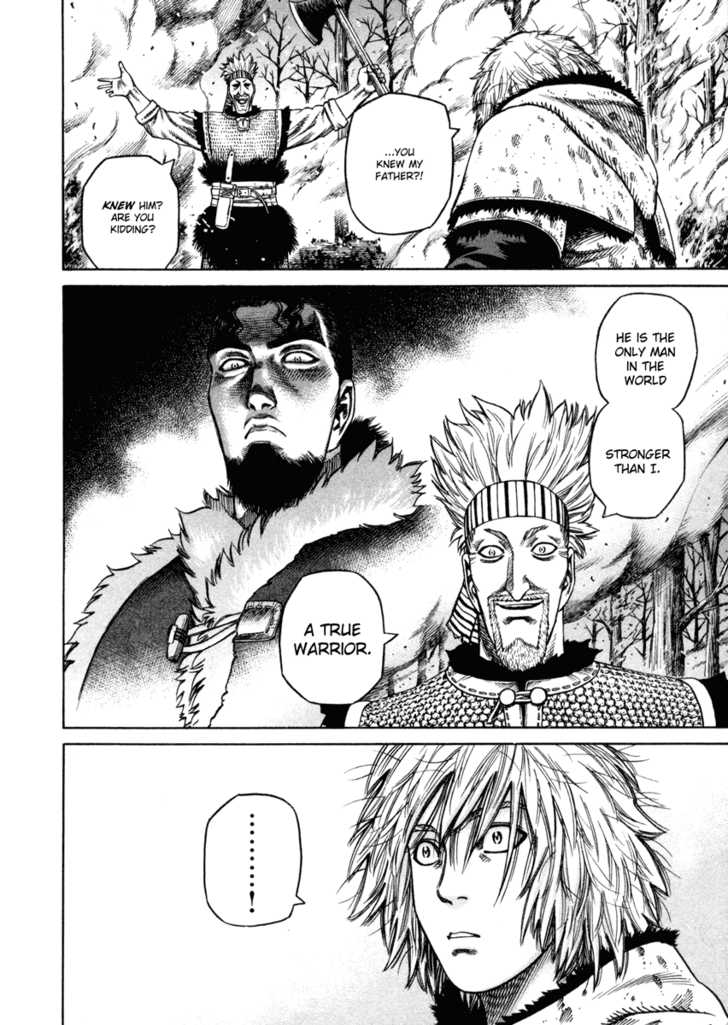 ...YOU
KNEW MY
FATHER?!
KNEW HIM?
ARE YOU
KIDDING?
HE IS THE
ONLY MAN
IN THE
WORLD
STRONGER
THAN I.
A TRUE
WARRIOR.
.........!